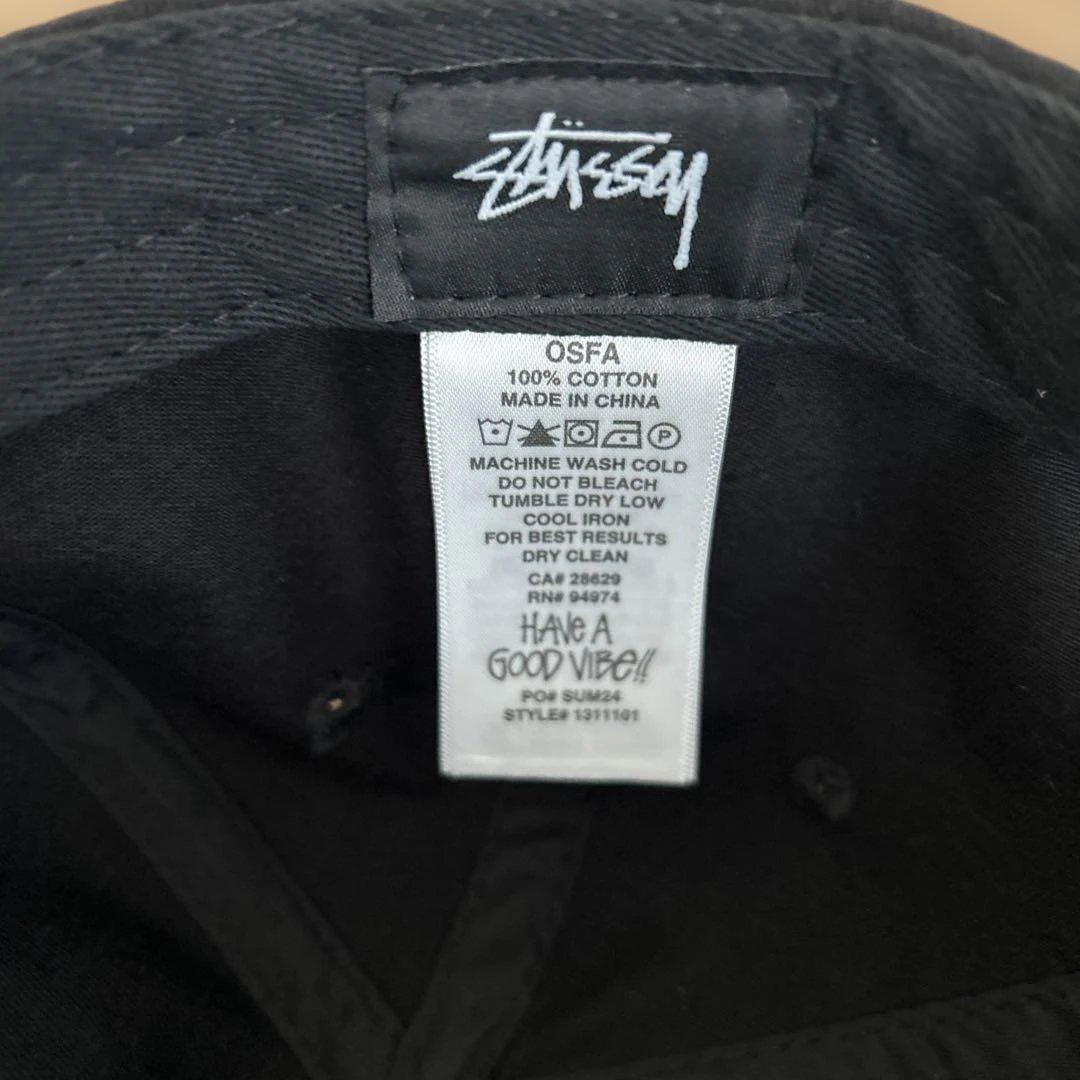 Stüssy
OSFA
100% COTTON
MADE IN CHINA
P
MACHINE WASH COLD
DO NOT BLEACH
TUMBLE DRY LOW
COOL IRON
FOR BEST RESULTS
DRY CLEAN
CA# 28629
RN# 94974
HAVe A
GOOD VIBe!!
PO# SUM24
STYLE# 1311101